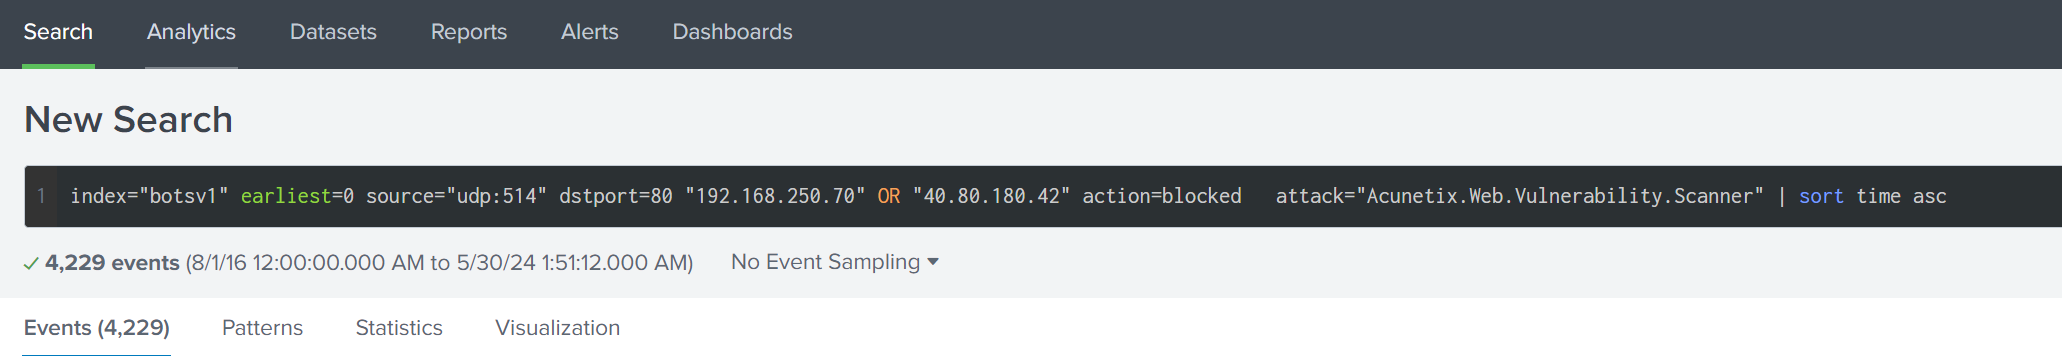 Search Analytics Datasets Reports Alerts Dashboards
New Search
1 index="botsv1" earliest=0 source="udp:514" dstport=80 "192.168.250.70" OR "40.80.180.42" action=blocked   attack="Acunetix.Web.Vulnerability.Scanner" | sort time asc
4,229 events (8/1/16 12:00:00.000 AM to 5/30/24 1:51:12.000 AM) No Event Sampling
Events (4,229) Patterns Statistics Visualization